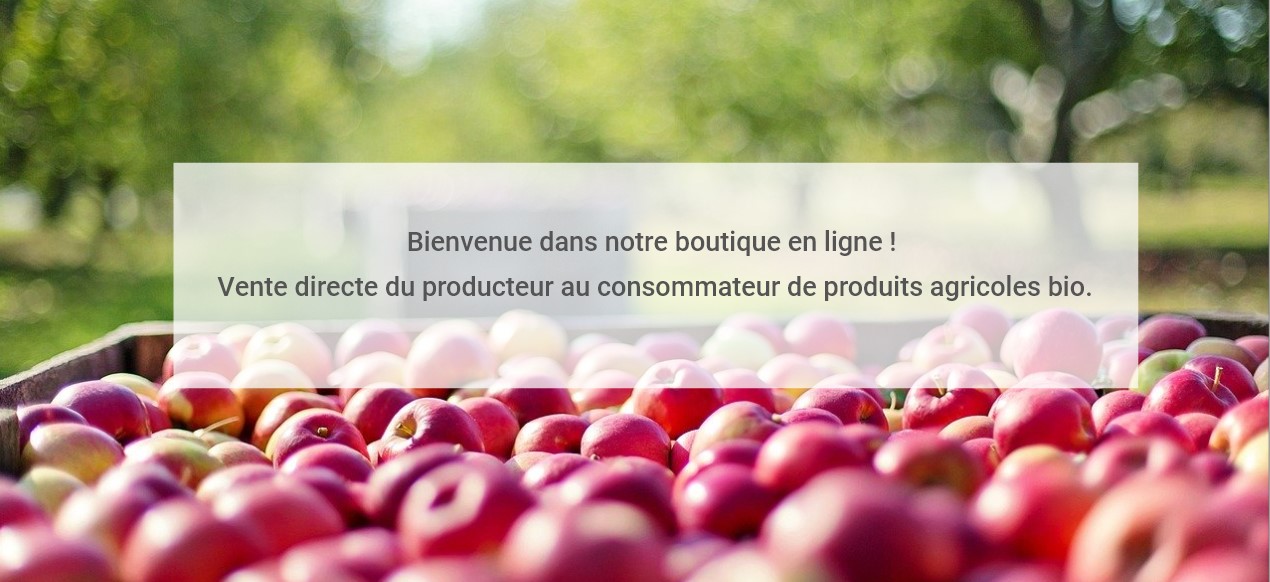 Bienvenue dans notre boutique en ligne !
Vente directe du producteur au consommateur de produits agricoles bio.